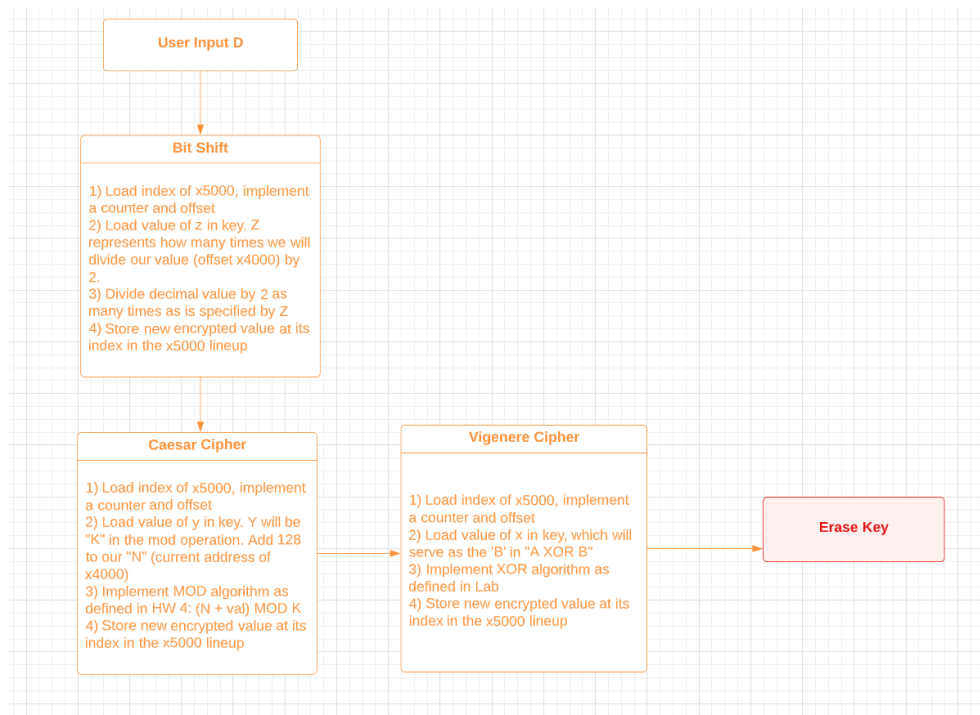 User Input D
Bit Shift
1) Load index of x5000, implement
a counter and offset
2) Load value of z in key. Z
represents how many times we will
divide our value (offset x4000) by
2.
3) Divide decimal value by 2 as
many times as is specified by Z
4) Store new encrypted value at its
index in the x5000 lineup
Caesar Cipher
1) Load index of x5000, implement
a counter and offset
2) Load value of y in key. Y will be
"K" in the mod operation. Add 128
to our "N" (current address of
x4000)
3) Implement MOD algorithm as
defined in HW 4: (N + val) MOD K
4) Store new encrypted value at its
index in the x5000 lineup
Vigenere Cipher
1) Load index of x5000, implement
a counter and offset
2) Load value of x in key, which will
serve as the 'B' in "A XOR B"
3) Implement XOR algorithm as
defined in Lab
4) Store new encrypted value at its
index in the x5000 lineup
Erase Key